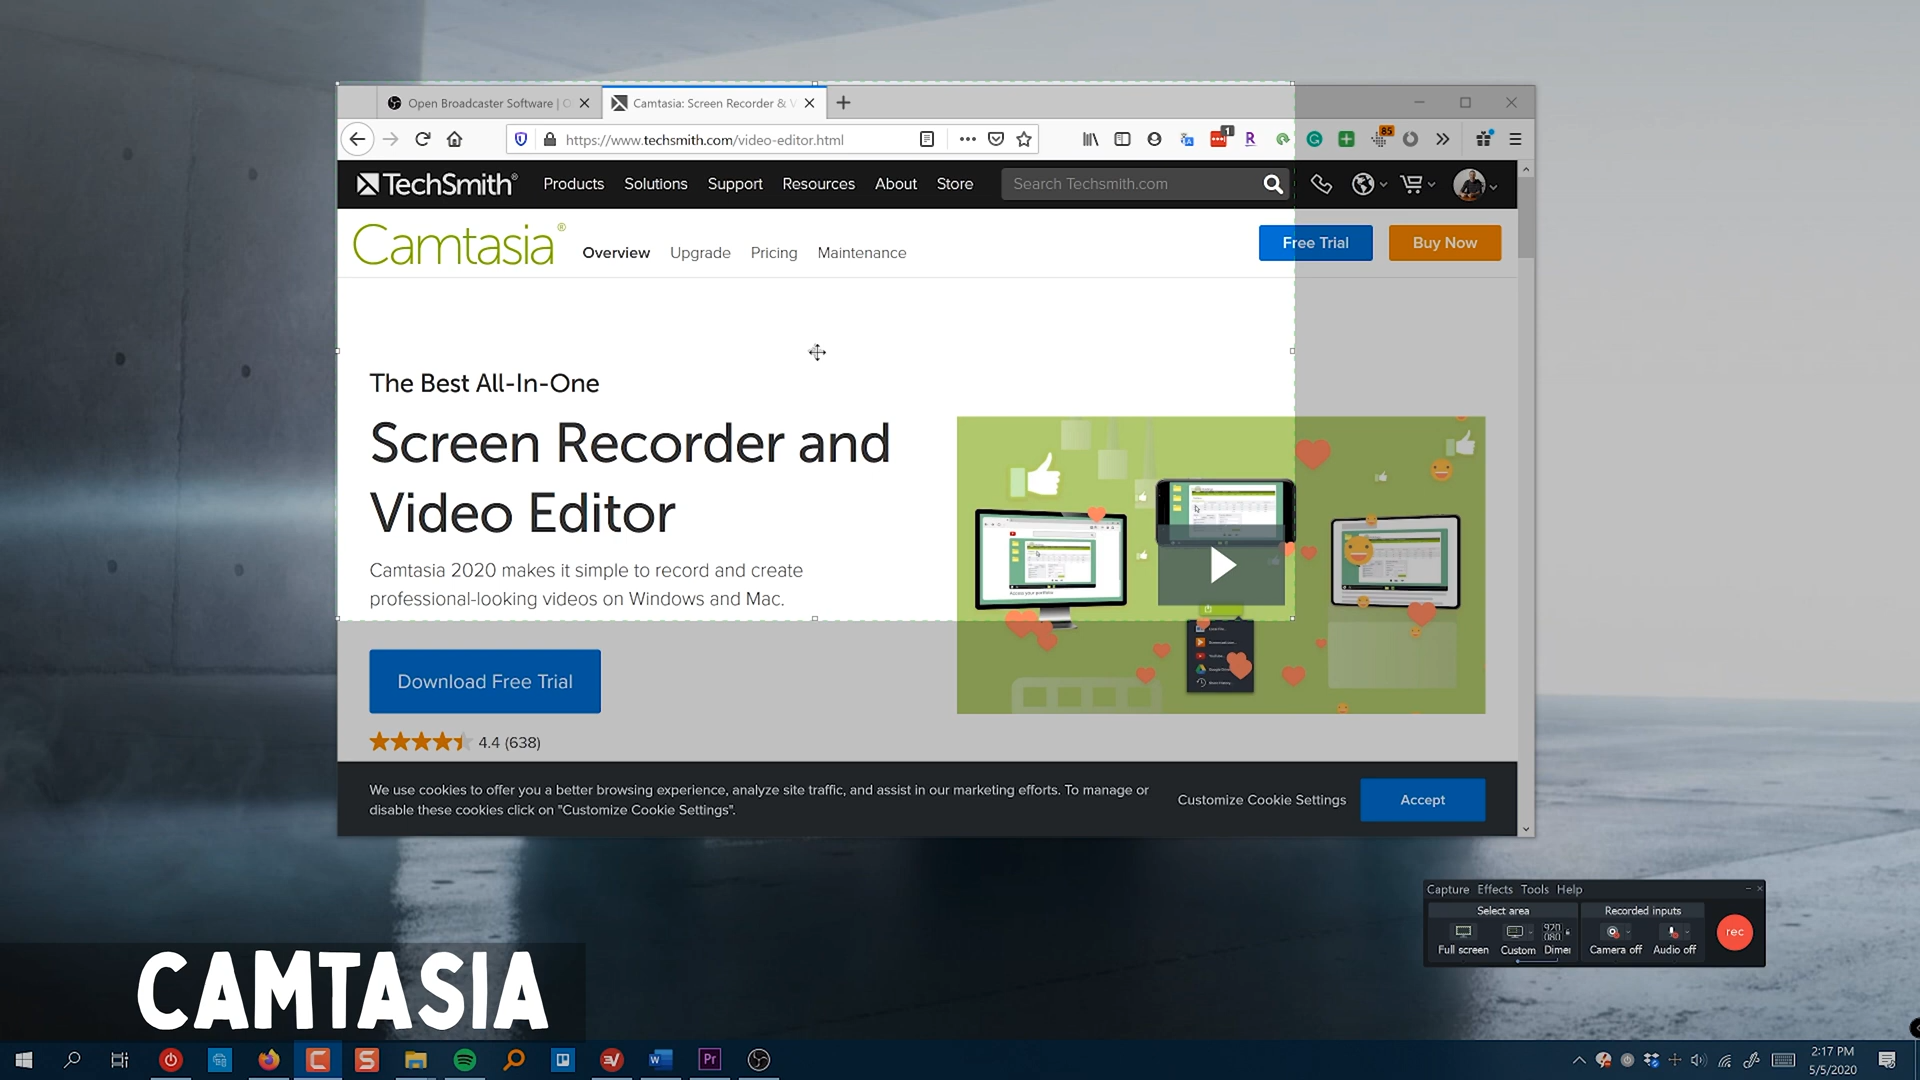 Open Broadcaster Software |
Camtasia: Screen Recorder &
https://www.techsmith.com/video-editor.html
1
R
85
TechSmith®
Products
Solutions
Support
Resources
About
Store
Search Techsmith.com
Camtasia®
Overview
Upgrade
Pricing
Maintenance
Free Trial
Buy Now
The Best All-In-One
Screen Recorder and
Video Editor
Camtasia 2020 makes it simple to record and create
professional-looking videos on Windows and Mac.
Download Free Trial
4.4 (638)
We use cookies to offer you a better browsing experience, analyze site traffic, and assist in our marketing efforts. To manage or
disable these cookies click on "Customize Cookie Settings".
Customize Cookie Settings
Accept
Capture Effects Tools Help
Select area
Recorded inputs
Full screen
Custom
Camera off
Audio off
rec
CAMTASIA
Pr
2:17 PM
5/5/2020